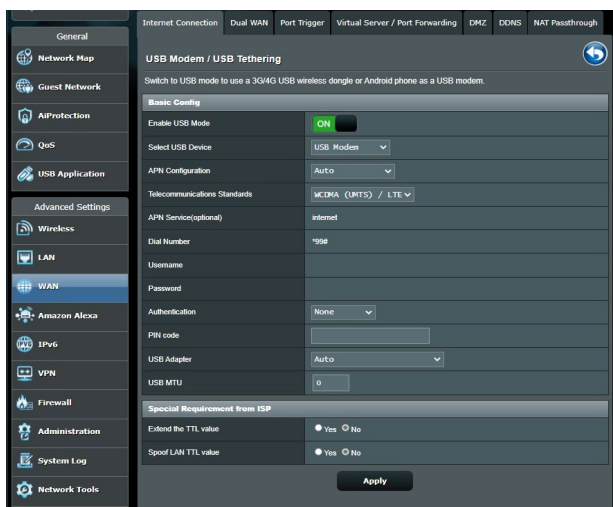 Internet Connection Dual WAN Port Trigger Virtual Server / Port Forwarding DMZ DDNS NAT Passthrough
General
Network Map
Guest Network
AiProtection
QoS
USB Application
Advanced Settings
Wireless
LAN
WAN
Amazon Alexa
IPv6
VPN
Firewall
Administration
System Log
Network Tools
USB Modem / USB Tethering
Switch to USB mode to use a 3G/4G USB wireless dongle or Android phone as a USB modem.
Basic Config
Enable USB Mode ON
Select USB Device USB Modem
APN Configuration Auto
Telecommunications Standards WCDMA (UMTS) / LTE
APN Service(optional) internet
Dial Number *99#
Username
Password
Authentication None
PIN code
USB Adapter Auto
USB MTU 0
Special Requirement from ISP
Extend the TTL value Yes No
Spoof LAN TTL value Yes No
Apply